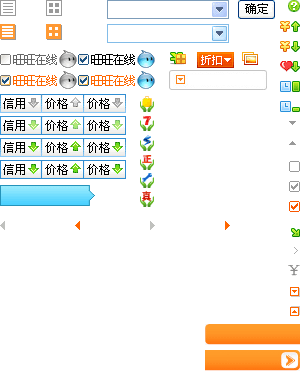 确定
旺旺在线 旺旺在线 折扣
旺旺在线 旺旺在线
信用 价格 价格
信用 价格 价格 7
信用 价格 价格
正
信用 价格 价格
真
¥